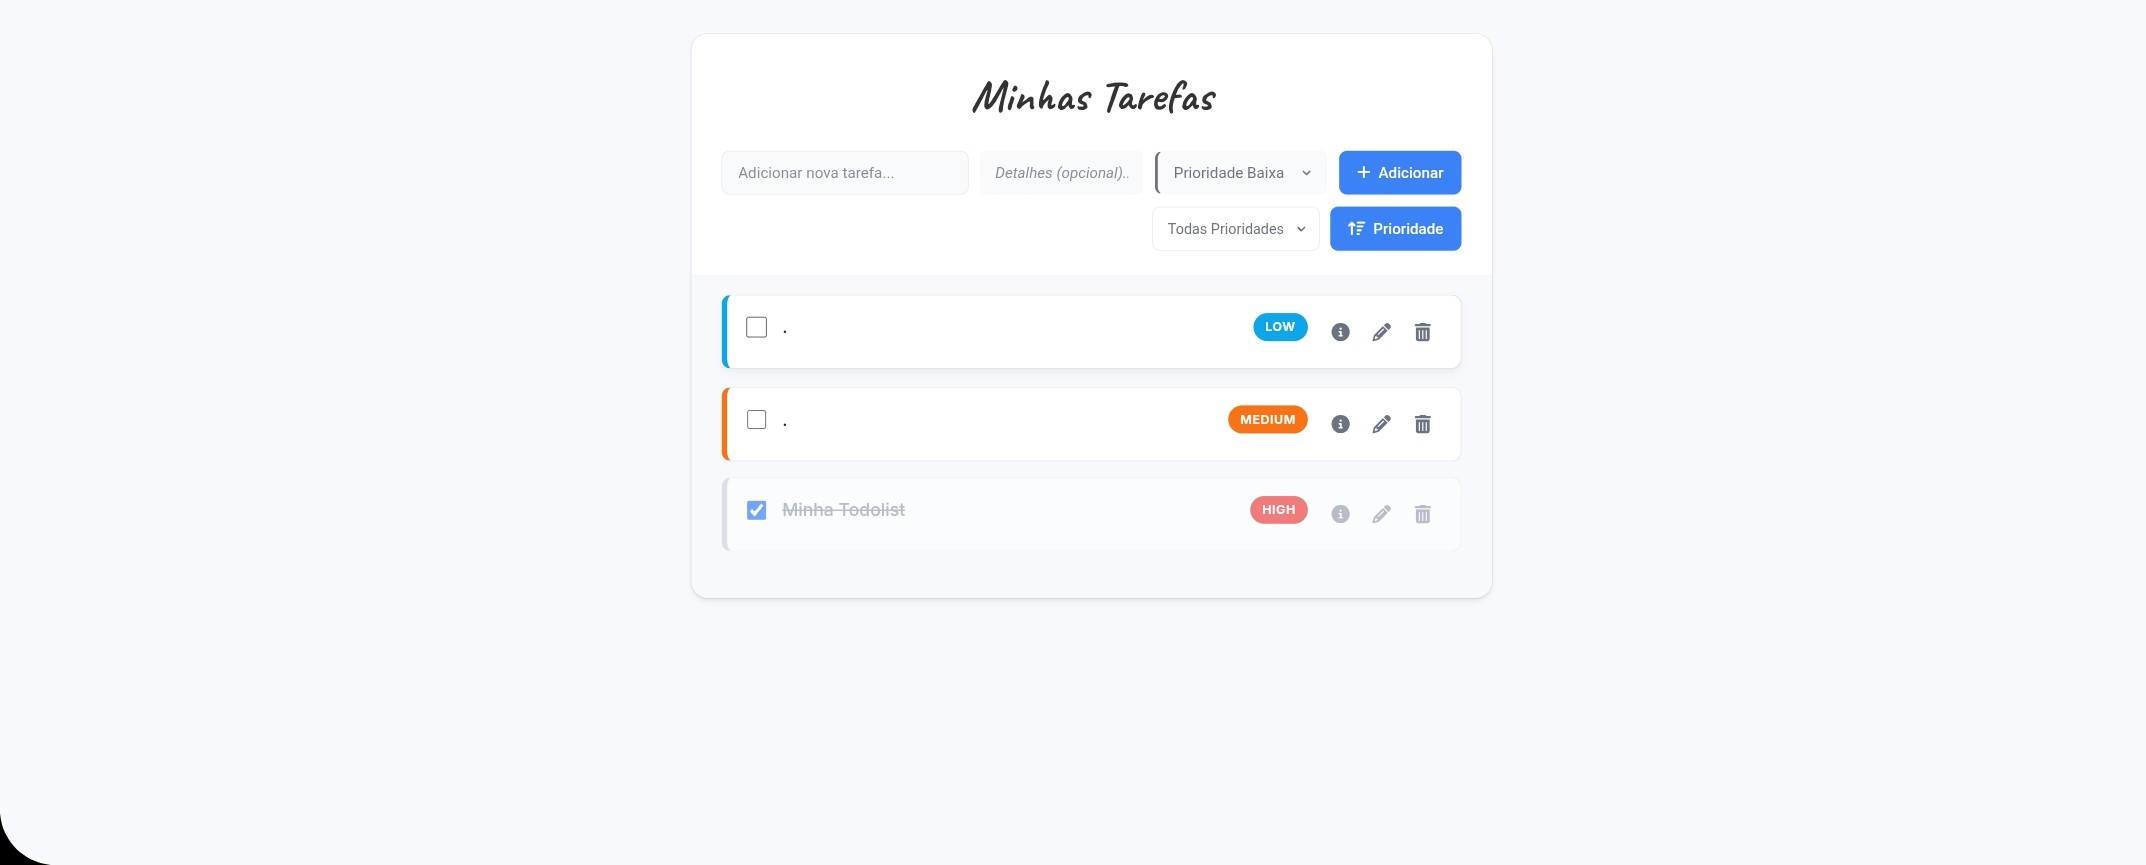 Minhas Tarefas
Adicionar nova tarefa... Detalhes (opcional).. Prioridade Baixa Adicionar
Todas Prioridades Prioridade
. LOW
. MEDIUM
Minha Todolist HIGH